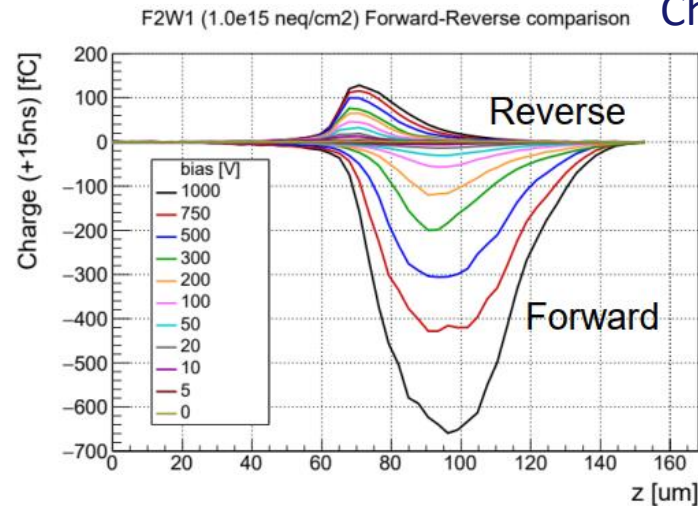 Ch
F2W1 (1.0e15 neq/cm2) Forward-Reverse comparison
Charge (+15ns) [fC]
200
100
0
−100
−200
−300
−400
−500
−600
−700
Reverse
Forward
bias [V]
1000
750
500
300
200
100
50
20
10
5
0
0 20 40 60 80 100 120 140 160
z [um]